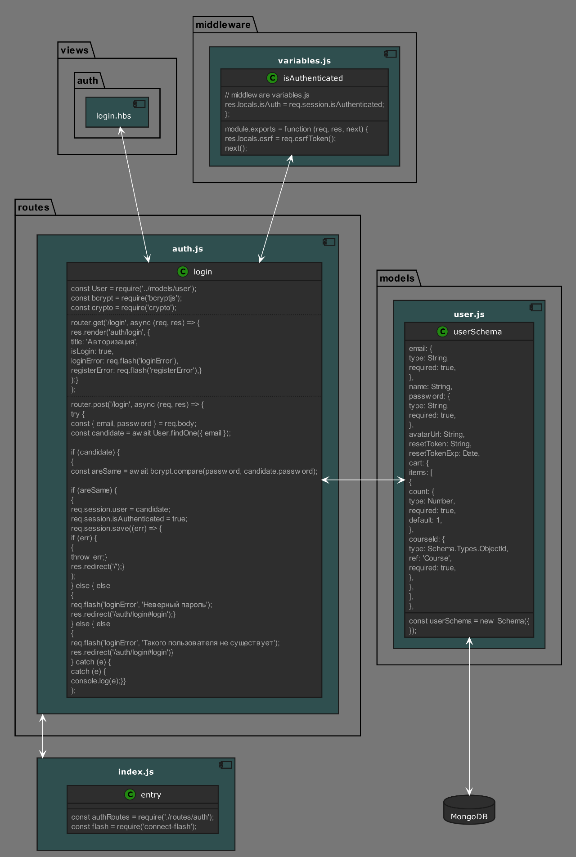 middleware
variables.js
C isAuthenticated
// middleware variables.js
res.locals.isAuth = req.session.isAuthenticated;
};
module.exports = function (req, res, next) {
res.locals.csrf = req.csrfToken();
next();
views
auth
login.hbs
routes
auth.js
C login
const User = require('../models/user');
const bcrypt = require('bcryptjs');
const crypto = require('crypto');
router.get('/login', async (req, res) => {
res.render('auth/login', {
title: 'Авторизация',
isLogin: true,
loginError: req.flash('loginError'),
registerError: req.flash('registerError'),}
);}
);
router.post('/login', async (req, res) => {
try {
const { email, password } = req.body;
const candidate = await User.findOne({ email });
if (candidate) {
{
const areSame = await bcrypt.compare(password, candidate.password);
if (areSame) {
{
req.session.user = candidate;
req.session.isAuthenticated = true;
req.session.save((err) => {
if (err) {
{
throw err;}
res.redirect('/');}
);
} else { else
{
req.flash('loginError', 'Неверный пароль');
res.redirect('/auth/login#login');}
} else { else
{
req.flash('loginError', 'Такого пользователя не существует');
res.redirect('/auth/login#login')}
} catch (e) {
catch (e) {
console.log(e);}}
);
models
user.js
C userSchema
email: {
type: String,
required: true,
},
name: String,
password: {
type: String,
required: true,
},
avatarUrl: String,
resetToken: String,
resetTokenExp: Date,
cart: {
items: [
{
count: {
type: Number,
required: true,
default: 1,
},
courseId: {
type: Schema.Types.ObjectId,
ref: 'Course',
required: true,
},
},
],
},
const userSchema = new Schema({
});
index.js
C entry
const authRoutes = require('./routes/auth');
const flash = require('connect-flash');
MongoDB